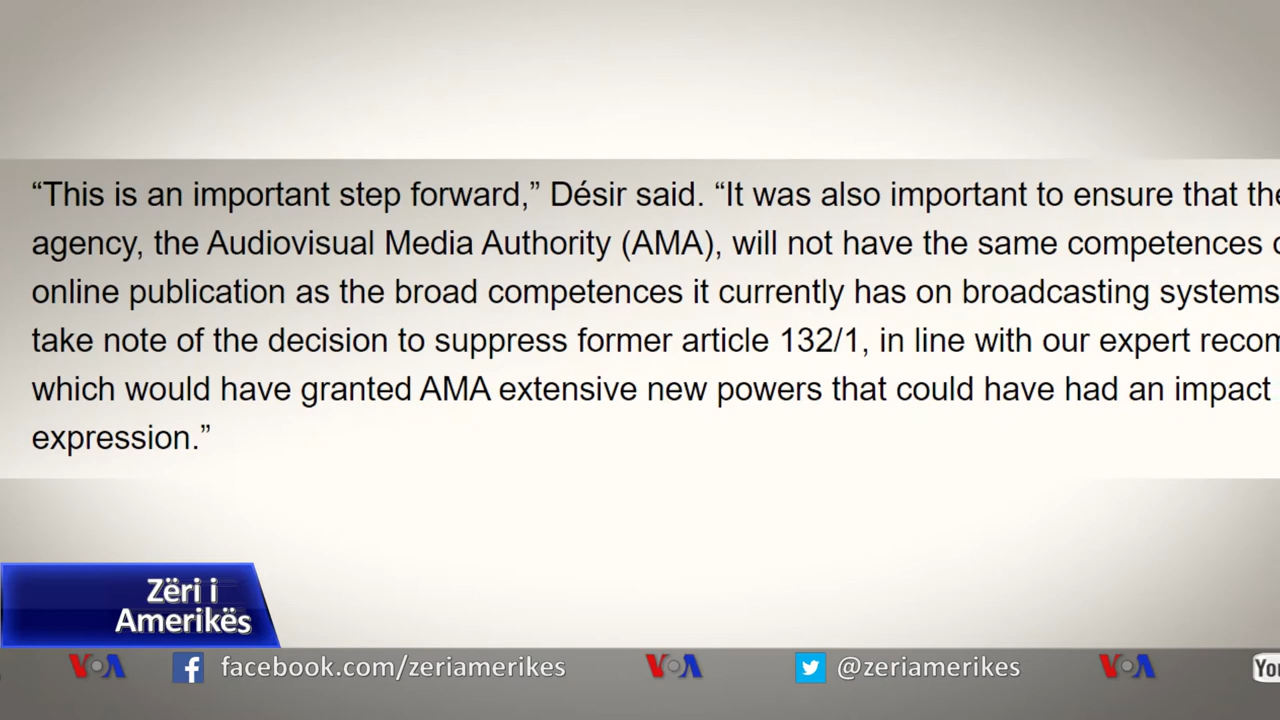 “This is an important step forward,” Désir said. “It was also important to ensure that the
agency, the Audiovisual Media Authority (AMA), will not have the same competences
online publication as the broad competences it currently has on broadcasting systems
take note of the decision to suppress former article 132/1, in line with our expert
which would have granted AMA extensive new powers that could have had an impact
expression.”
Zëri i
Amerikës
VOA facebook.com/zeriamerikes VOA @zeriamerikes VOA